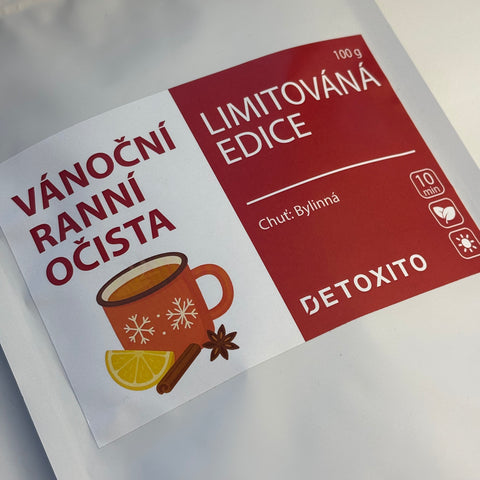 VÁNOČNÍ
RANNÍ
OČISTA
100 g
LIMITOVÁNÁ
EDICE
Chuť: Bylinná
10
min
DETOXITO